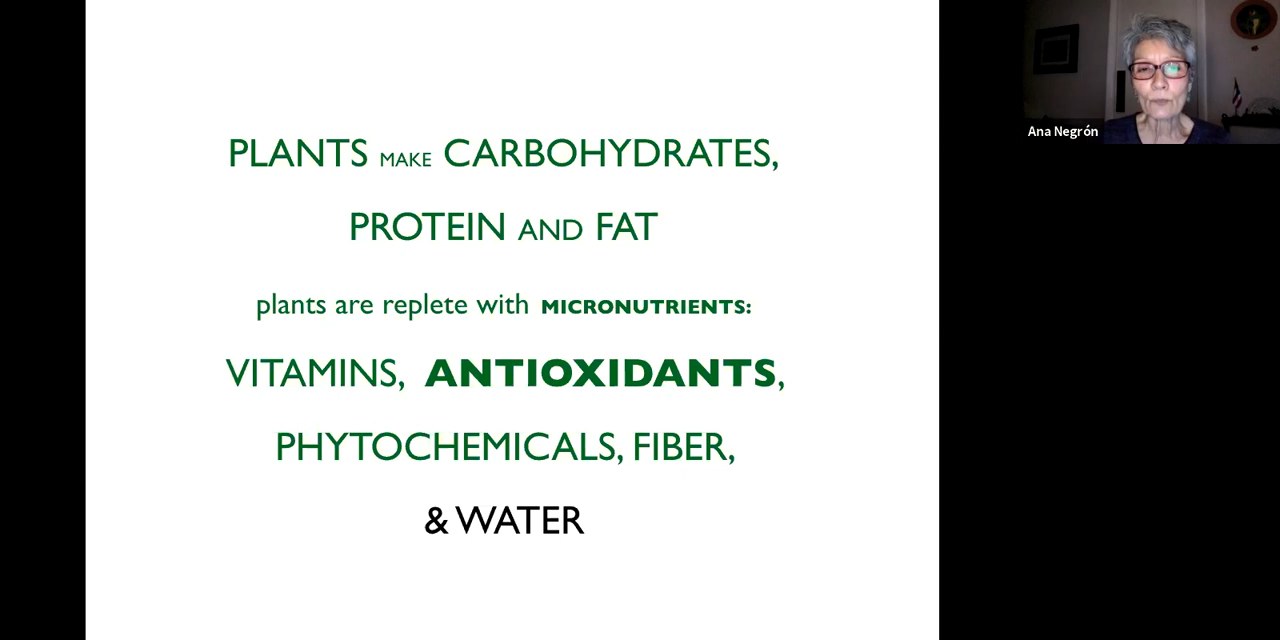 PLANTS MAKE CARBOHYDRATES,
PROTEIN AND FAT
plants are replete with MICRONUTRIENTS:
VITAMINS, ANTIOXIDANTS,
PHYTOCHEMICALS, FIBER,
& WATER
Ana Negrón